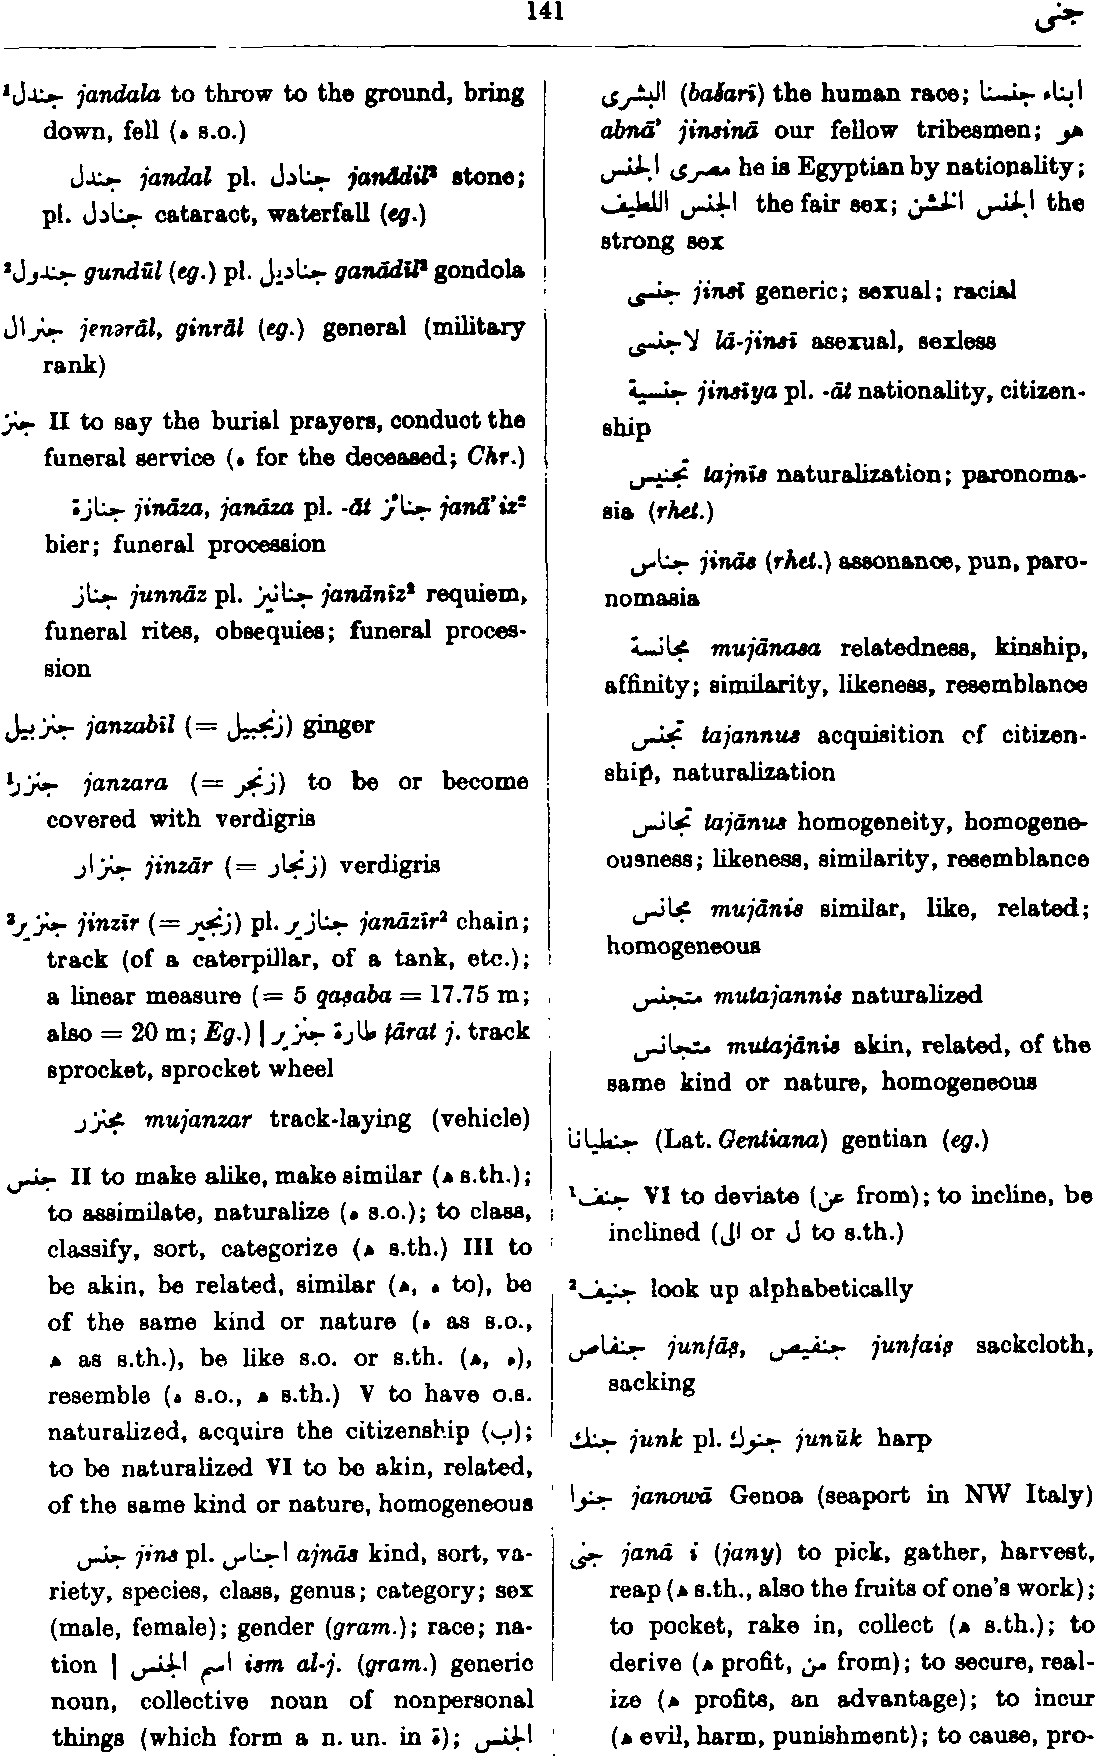 141
جنى
¹جندل jandala to throw to the ground, bring
down, fell (ه s.o.)
جندل jandal pl. جنادل janādil² stone;
pl. جنادل cataract, waterfall (eg.)
²جندول gundūl (eg.) pl. جناديل ganādīl² gondola
جنرال jenərāl, ginrāl (eg.) general (military
rank)
جنز II to say the burial prayers, conduct the
funeral service (ه for the deceased; Chr.)
جنازة jināza, janāza pl. -āt جنائز janā'iz²
bier; funeral procession
جناز junnāz pl. جنانيز janānīz² requiem,
funeral rites, obsequies; funeral proces-
sion
جنزبيل janzabīl (= زنجبيل) ginger
¹جنزر janzara (= زنجر) to be or become
covered with verdigris
جنزار jinzār (= زنجار) verdigris
²جنزير jinzīr (= زنجير) pl. جنازير janāzīr² chain;
track (of a caterpillar, of a tank, etc.);
a linear measure (= 5 qaṣaba = 17.75 m;
also = 20 m; Eg.) | طارة جنزير ṭārat j. track
sprocket, sprocket wheel
مجنزر mujanzar track-laying (vehicle)
جنس II to make alike, make similar (ه s.th.);
to assimilate, naturalize (ه s.o.); to class,
classify, sort, categorize (ه s.th.) III to
be akin, be related, similar (ه, ه to), be
of the same kind or nature (ه as s.o.,
ه as s.th.), be like s.o. or s.th. (ه, ه),
resemble (ه s.o., ه s.th.) V to have o.s.
naturalized, acquire the citizenship (ب);
to be naturalized VI to be akin, related,
of the same kind or nature, homogeneous
جنس jins pl. اجناس ajnās kind, sort, va-
riety, species, class, genus; category; sex
(male, female); gender (gram.); race; na-
tion | اسم الجنس ism al-j. (gram.) generic
noun, collective noun of nonpersonal
things (which form a n. un. in ة); الجنس
البشرى (bašarī) the human race; ابناء جنسنا
abnā' jinsinā our fellow tribesmen; هو
مصرى الجنس he is Egyptian by nationality;
الجنس اللطيف the fair sex; الجنس الخشن the
strong sex
جنسى jinsī generic; sexual; racial
لاجنسى lā-jinsī asexual, sexless
جنسية jinsīya pl. -āt nationality, citizen-
ship
تجنيس tajnīs naturalization; paronoma-
sia (rhet.)
جناس jinās (rhet.) assonance, pun, paro-
nomasia
مجانسة mujānasa relatedness, kinship,
affinity; similarity, likeness, resemblance
تجنس tajannus acquisition of citizen-
ship, naturalization
تجانس tajānus homogeneity, homogene-
ousness; likeness, similarity, resemblance
مجانس mujānis similar, like, related;
homogeneous
متجنس mutajannis naturalized
متجانس mutajānis akin, related, of the
same kind or nature, homogeneous
جنطيانا (Lat. Gentiana) gentian (eg.)
¹جنف VI to deviate (عن from); to incline, be
inclined (ال or ل to s.th.)
²جنيف look up alphabetically
جنفاص junfāṣ, جنفيص junfaiṣ sackcloth,
sacking
جنك junk pl. جنوك junūk harp
جنوا janowā Genoa (seaport in NW Italy)
جنى janā i (jany) to pick, gather, harvest,
reap (ه s.th., also the fruits of one's work);
to pocket, rake in, collect (ه s.th.); to
derive (ه profit, من from); to secure, real-
ize (ه profits, an advantage); to incur
(ه evil, harm, punishment); to cause, pro-